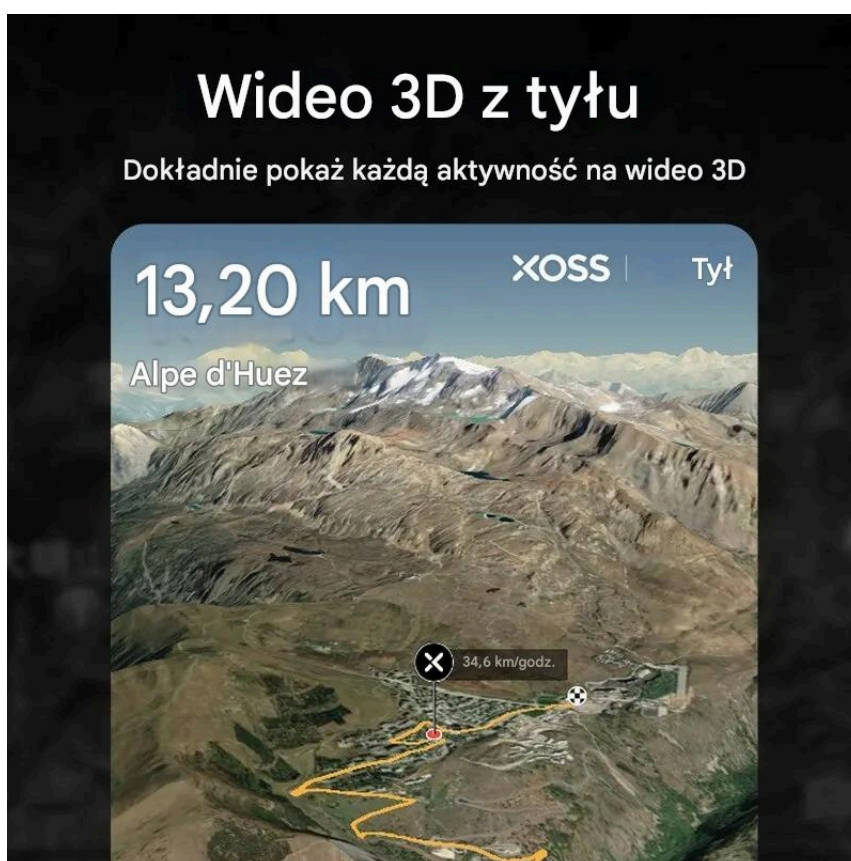 Wideo 3D z tyłu
Dokładnie pokaż każdą aktywność na wideo 3D
13,20 km
XOSS | Tył
Alpe d'Huez
34,6 km/godz.